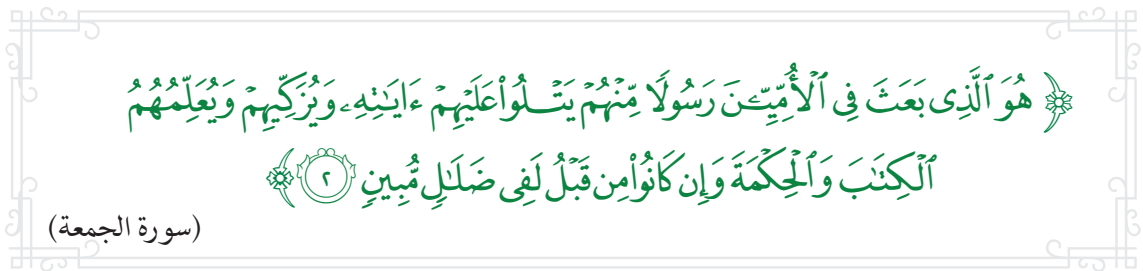 ﴿ هُوَ ٱلَّذِى بَعَثَ فِى ٱلْأُمِّيِّـۧنَ رَسُولًا مِّنْهُمْ يَتْلُوا۟ عَلَيْهِمْ ءَايَـٰتِهِۦ وَيُزَكِّيهِمْ وَيُعَلِّمُهُمُ
ٱلْكِتَـٰبَ وَٱلْحِكْمَةَ وَإِن كَانُوا۟ مِن قَبْلُ لَفِى ضَلَـٰلٍ مُّبِينٍ ٢ ﴾
(سورة الجمعة)